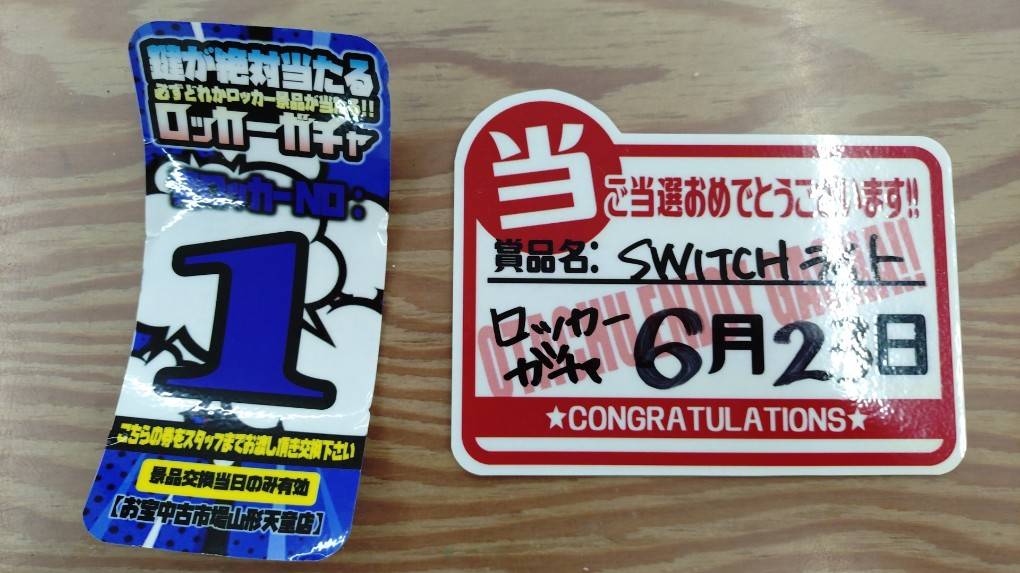 鍵が絶対当たる
必ずどれかロッカー景品が当たる!!
ロッカーガチャ
ロッカーNO:
1
こちらの券をスタッフまでお渡し頂き交換下さい
景品交換当日のみ有効
【お宝中古市場山形天童店】
当
ご当選おめでとうございます!!
賞品名: SWITCHライト
ロッカー
ガチャ
6月2 日
★CONGRATULATIONS★